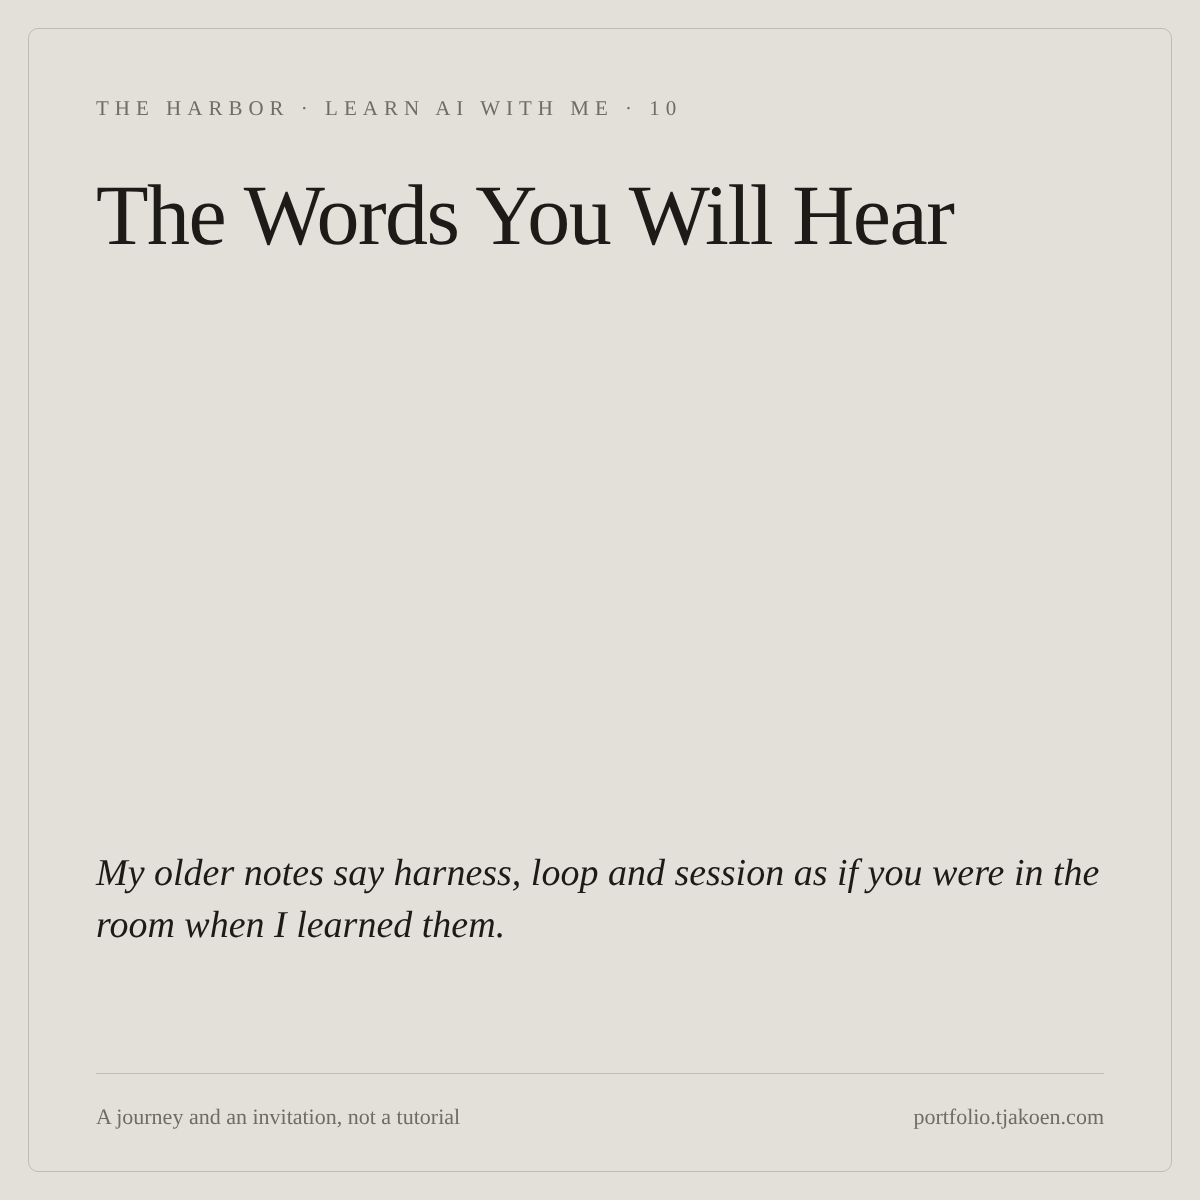 THE HARBOR · LEARN AI WITH ME · 10
The Words You Will Hear
My older notes say harness, loop and session as if you were in the
room when I learned them.
A journey and an invitation, not a tutorial
portfolio.tjakoen.com